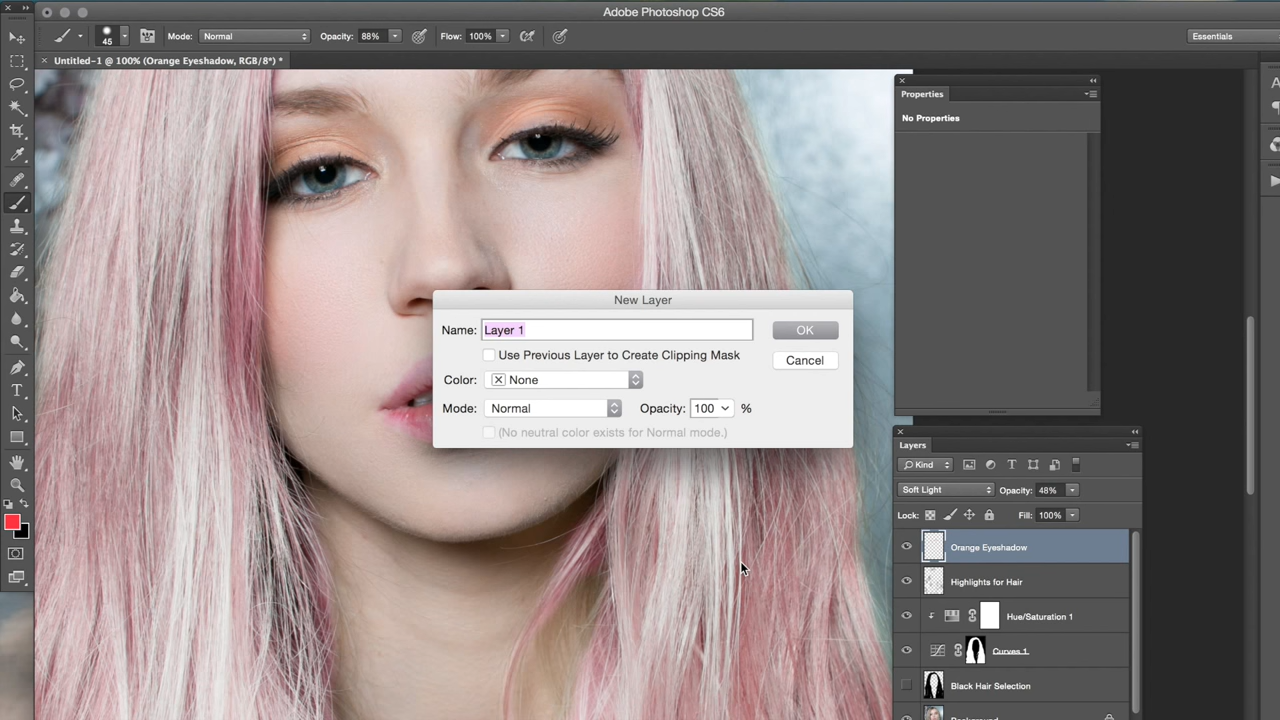 Adobe Photoshop CS6
45
Mode: Normal
Opacity: 88%
Flow: 100%
Essentials
Untitled-1 @ 100% (Orange Eyeshadow, RGB/8*) *
Properties
No Properties
New Layer
Name: Layer 1
OK
Use Previous Layer to Create Clipping Mask
Cancel
Color: None
Mode: Normal
Opacity: 100 %
(No neutral color exists for Normal mode.)
Layers
Kind
Soft Light
Opacity: 48%
Lock:
Fill: 100%
Orange Eyeshadow
Highlights for Hair
Hue/Saturation 1
Curves 1
Black Hair Selection
Background